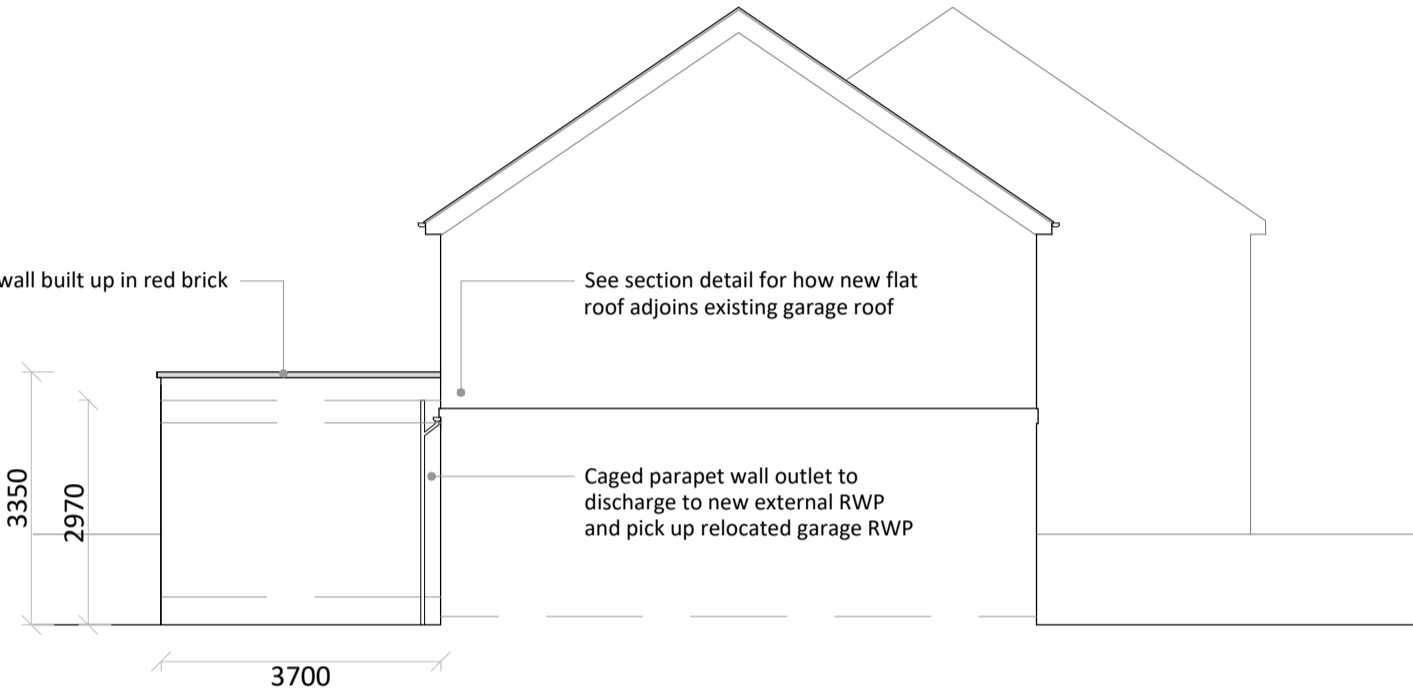 wall built up in red brick
See section detail for how new flat
roof adjoins existing garage roof
Caged parapet wall outlet to
discharge to new external RWP
and pick up relocated garage RWP
3350
2970
3700